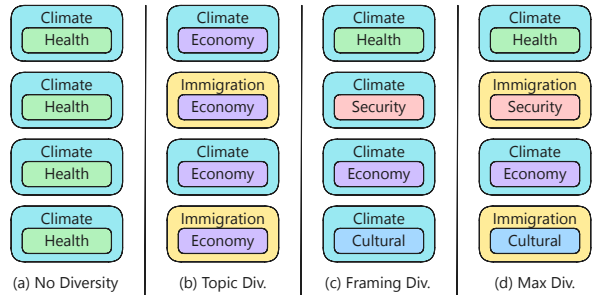 Climate
Health
Climate
Health
Climate
Health
Climate
Health
(a) No Diversity
Climate
Economy
Immigration
Economy
Climate
Economy
Immigration
Economy
(b) Topic Div.
Climate
Health
Climate
Security
Climate
Economy
Climate
Cultural
(c) Framing Div.
Climate
Health
Immigration
Security
Climate
Economy
Immigration
Cultural
(d) Max Div.